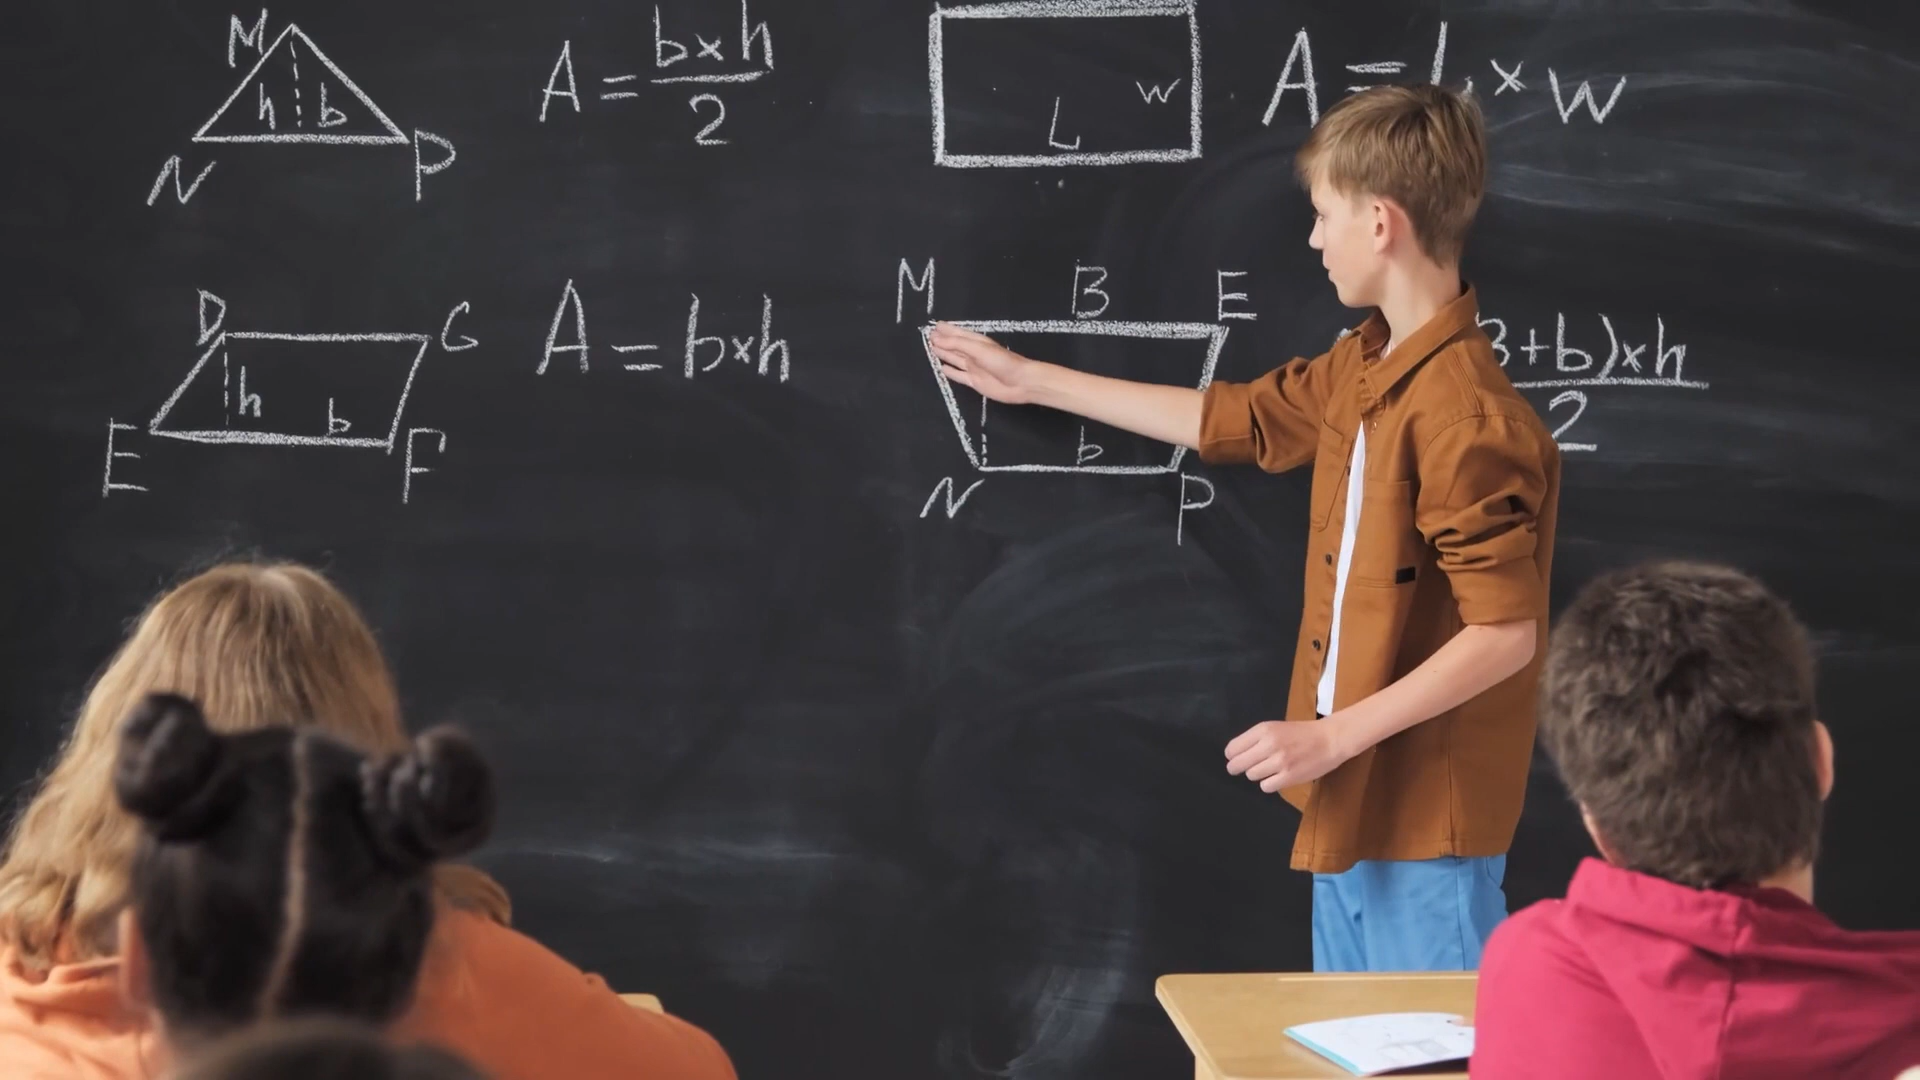 M
h b
N P
A = b×h
2
W
L
A = L × W
D G
h
b
E F
A = b×h
M B E
b
N P
B+b)×h
2